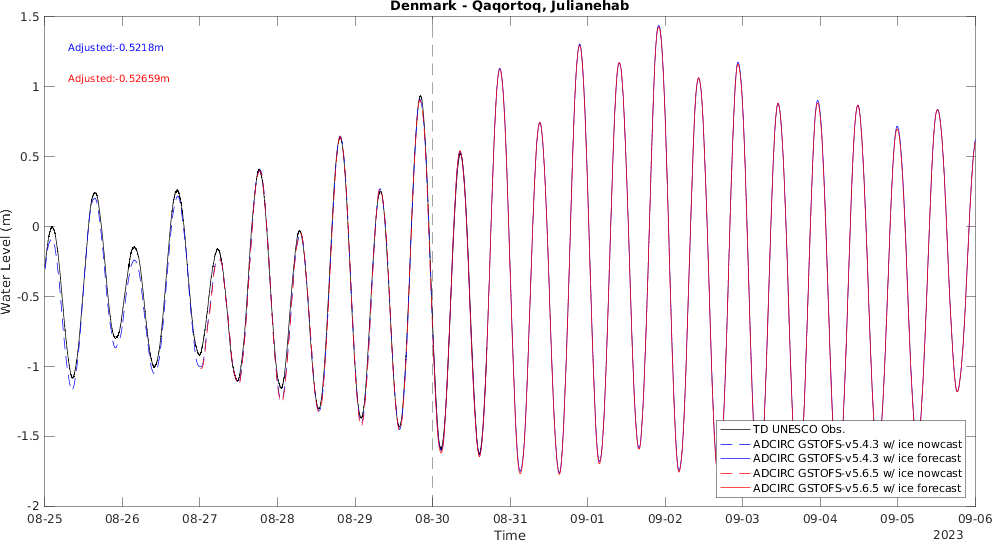 Denmark - Qaqortoq, Julianehab
Adjusted:-0.5218m
Adjusted:-0.52659m
1.5
1
0.5
0
-0.5
-1
-1.5
-2
Water Level (m)
TD UNESCO Obs.
ADCIRC GSTOFS-v5.4.3 w/ ice nowcast
ADCIRC GSTOFS-v5.4.3 w/ ice forecast
ADCIRC GSTOFS-v5.6.5 w/ ice nowcast
ADCIRC GSTOFS-v5.6.5 w/ ice forecast
08-25 08-26 08-27 08-28 08-29 08-30 08-31 09-01 09-02 09-03 09-04 09-05 09-06
Time
2023